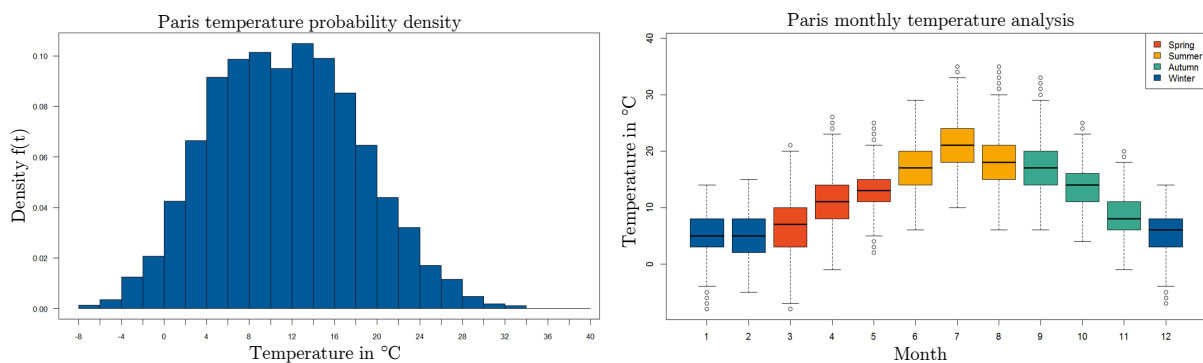 Paris temperature probability density
Density f(t)
0.10
0.08
0.06
0.04
0.02
0.00
-8 -4 0 4 8 12 16 20 24 28 32 36 40
Temperature in °C
Paris monthly temperature analysis
Temperature in °C
40
30
20
10
0
Spring
Summer
Autumn
Winter
1 2 3 4 5 6 7 8 9 10 11 12
Month